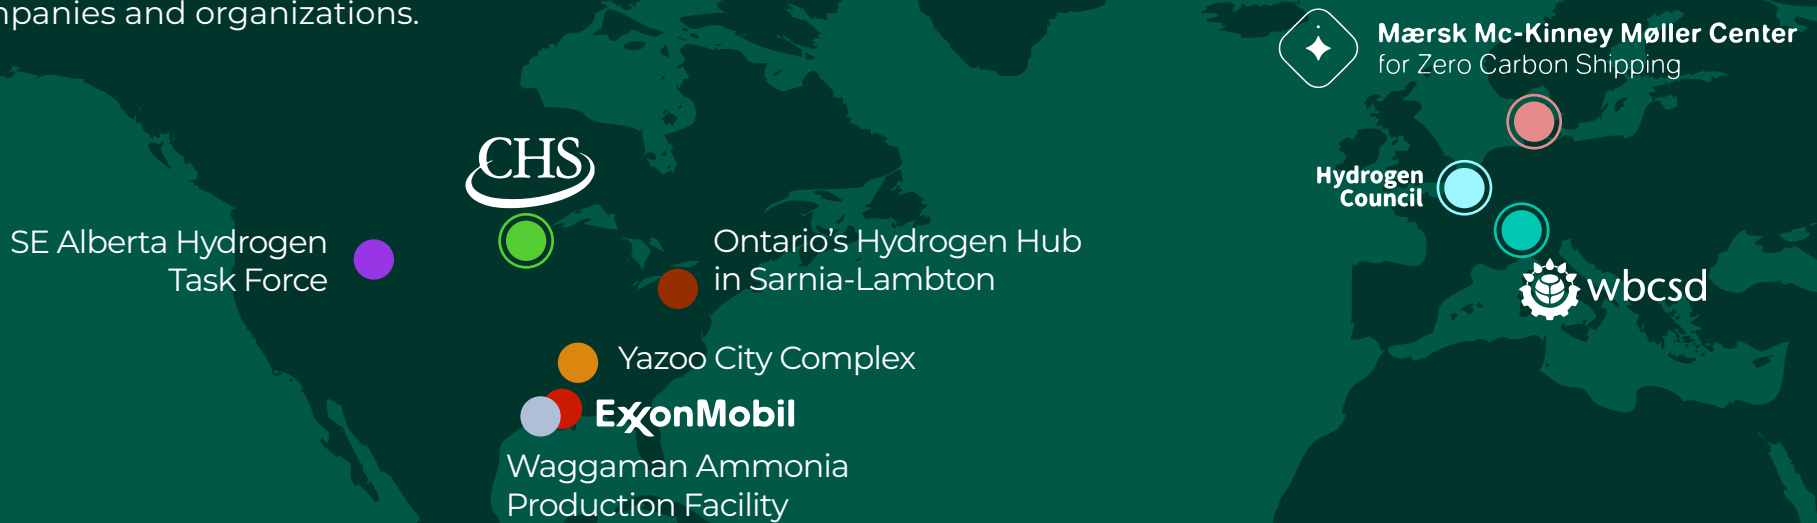 companies and organizations.
Mærsk Mc-Kinney Møller Center
for Zero Carbon Shipping
CHS
Hydrogen
Council
SE Alberta Hydrogen
Task Force
Ontario’s Hydrogen Hub
in Sarnia-Lambton
wbcsd
Yazoo City Complex
ExxonMobil
Waggaman Ammonia
Production Facility